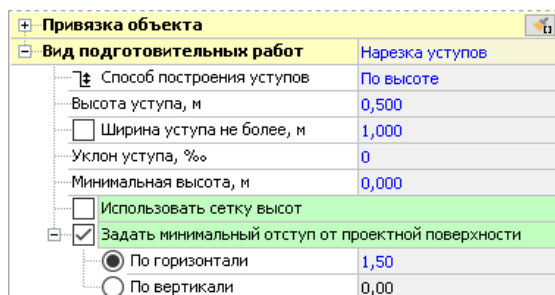 Привязка объекта
Вид подготовительных работ Нарезка уступов
Способ построения уступов По высоте
Высота уступа, м 0,500
Ширина уступа не более, м 1,000
Уклон уступа, ‰ 0
Минимальная высота, м 0,000
Использовать сетку высот
Задать минимальный отступ от проектной поверхности
По горизонтали 1,50
По вертикали 0,00